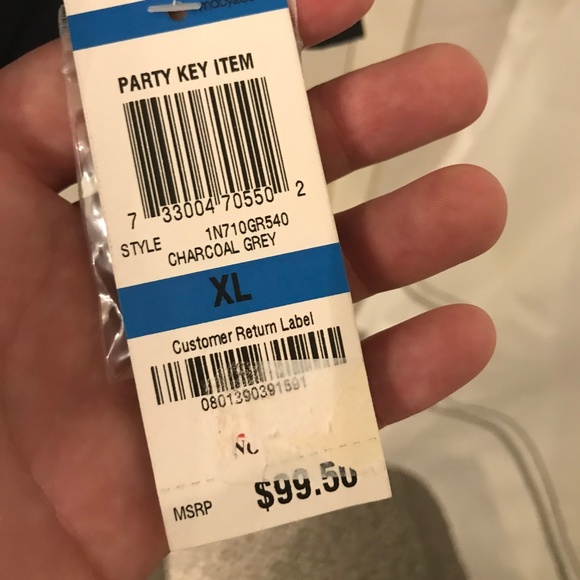 PARTY KEY ITEM
7 33004 70550 2
STYLE 1N710GR540
CHARCOAL GREY
XL
Customer Return Label
0801390391591
MSRP $99.50